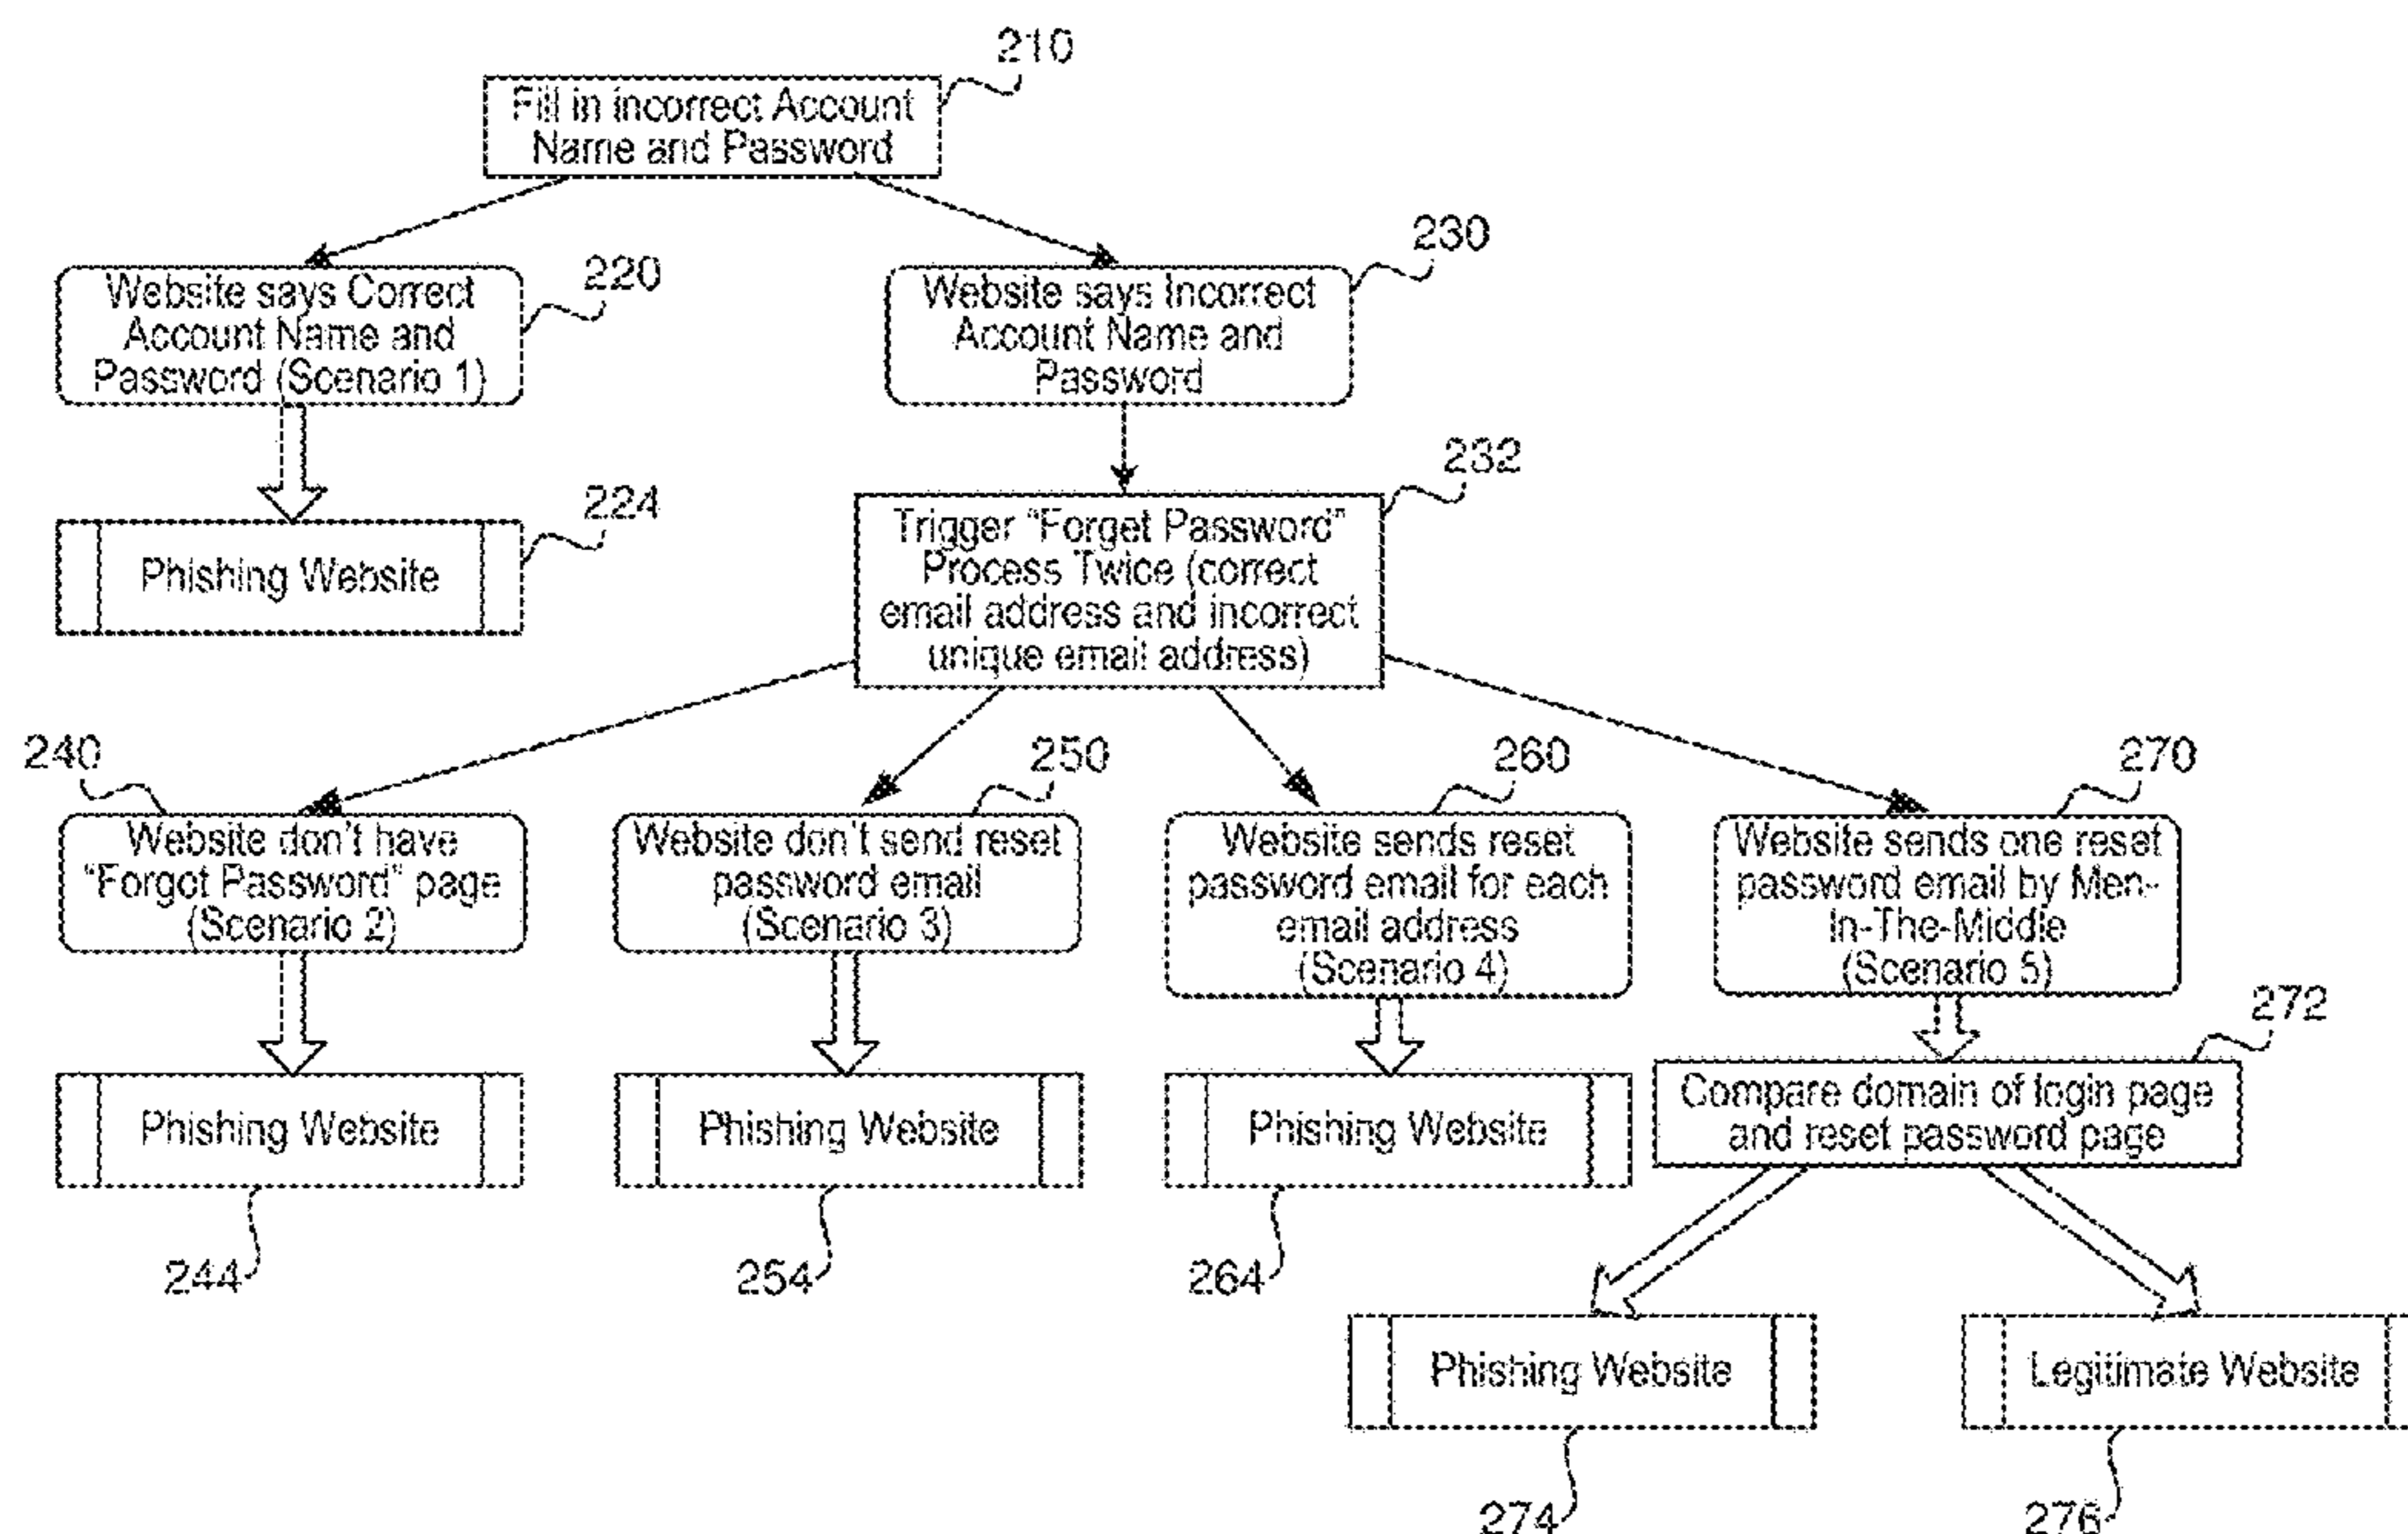 210
Fill in incorrect Account
Name and Password
220
Website says Correct
Account Name and
Password (Scenario 1)
230
Website says Incorrect
Account Name and
Password
224
Phishing Website
232
Trigger "Forget Password"
Process Twice (correct
email address and incorrect
unique email address)
240
Website don't have
"Forgot Password" page
(Scenario 2)
250
Website don't send reset
password email
(Scenario 3)
260
Website sends reset
password email for each
email address
(Scenario 4)
270
Website sends one reset
password email by Men-
In-The-Middle
(Scenario 5)
272
Compare domain of login page
and reset password page
Phishing Website
244
Phishing Website
254
Phishing Website
264
Phishing Website
274
Legitimate Website
276